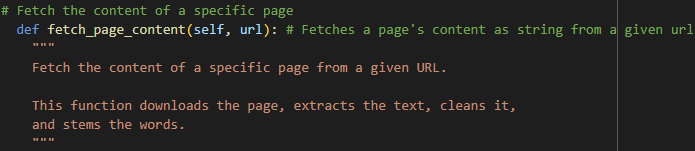 # Fetch the content of a specific page
def fetch_page_content(self, url): # Fetches a page's content as string from a given url
"""
Fetch the content of a specific page from a given URL.
This function downloads the page, extracts the text, cleans it,
and stems the words.
"""